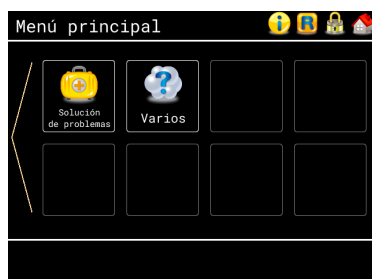 Menú principal
i R
Solución
de problemas
? Varios